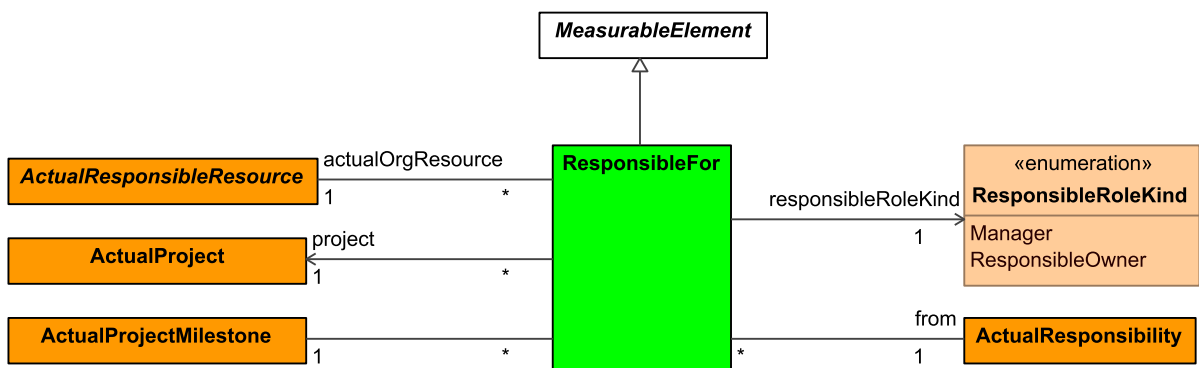 MeasurableElement
ActualResponsibleResource
actualOrgResource
1
*
ResponsibleFor
responsibleRoleKind
1
«enumeration»
ResponsibleRoleKind
Manager
ResponsibleOwner
ActualProject
project
1
*
ActualProjectMilestone
1
*
*
from
1
ActualResponsibility